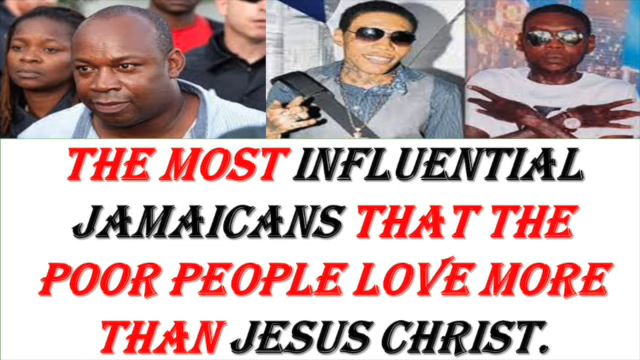 THE MOST INFLUENTIAL
JAMAICANS THAT THE
POOR PEOPLE LOVE MORE
THAN JESUS CHRIST.